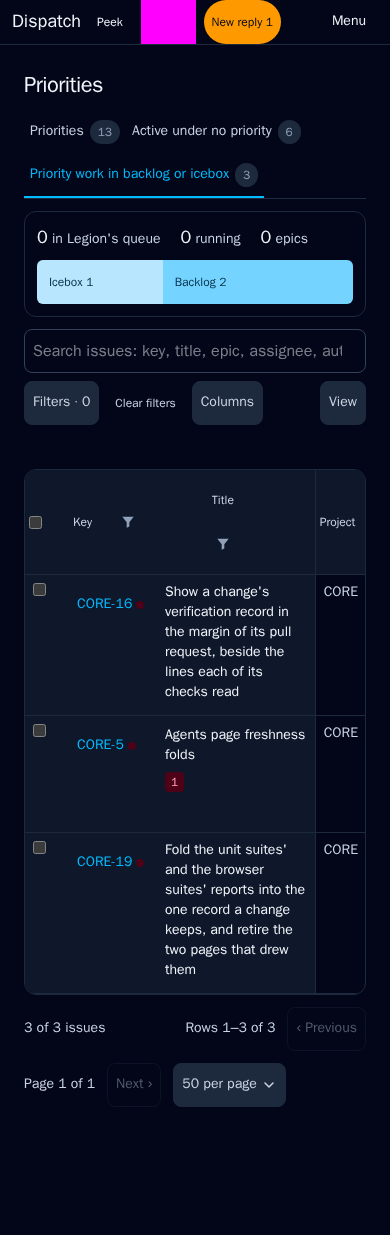 Dispatch Peek New reply 1 Menu
Priorities
Priorities 13 Active under no priority 6
Priority work in backlog or icebox 3
0 in Legion's queue 0 running 0 epics
Icebox 1 Backlog 2
Search issues: key, title, epic, assignee, aut
Filters · 0 Clear filters Columns View
Title
Key Project
CORE-16 Show a change's CORE
verification record in
the margin of its pull
request, beside the
lines each of its
checks read
CORE-5 Agents page freshness CORE
folds
1
CORE-19 Fold the unit suites' CORE
and the browser
suites' reports into the
one record a change
keeps, and retire the
two pages that drew
them
3 of 3 issues Rows 1–3 of 3 ‹ Previous
Page 1 of 1 Next › 50 per page